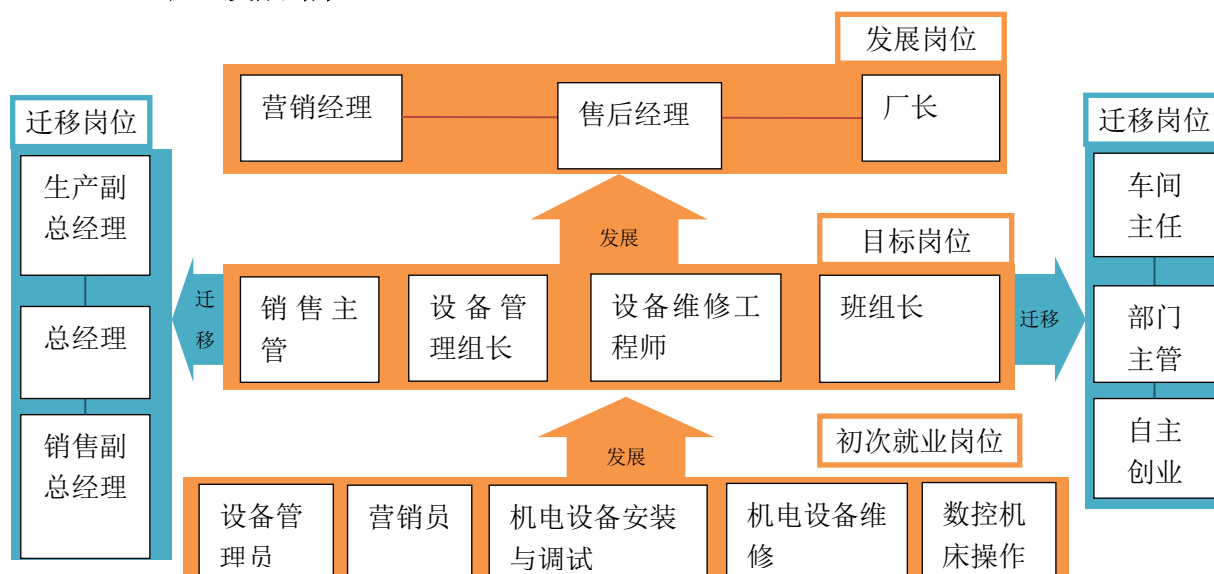 发展岗位
营销经理
售后经理
厂长
迁移岗位
生产副
总经理
总经理
销售副
总经理
迁移岗位
车间
主任
部门
主管
自主
创业
发展
目标岗位
迁
移
销售主
管
设备管
理组长
设备维修工
程师
班组长
迁移
发展
初次就业岗位
设备管
理员
营销员
机电设备安装
与调试
机电设备维
修
数控机
床操作